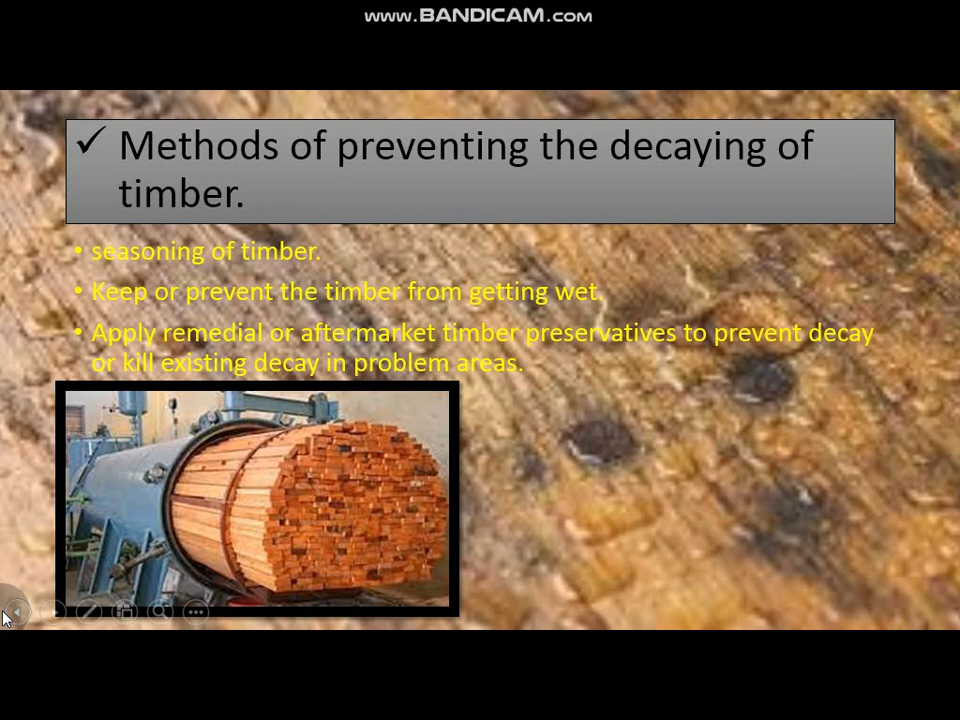 www.BANDICAM.com
✓ Methods of preventing the decaying of
timber.
• seasoning of timber.
• Keep or prevent the timber from getting wet.
• Apply remedial or aftermarket timber preservatives to prevent decay
or kill existing decay in problem areas.